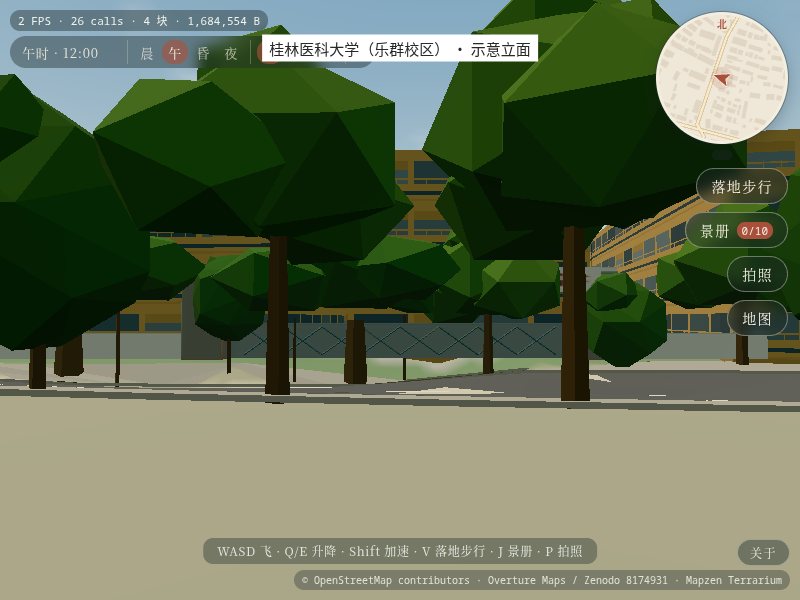 2 FPS · 26 calls · 4 块 · 1,684,554 B
午时 · 12:00
晨 午 昏 夜
桂林医科大学（乐群校区） · 示意立面
北
落地步行
景册 0/10
拍照
地图
WASD 飞 · Q/E 升降 · Shift 加速 · V 落地步行 · J 景册 · P 拍照
关于
© OpenStreetMap contributors · Overture Maps / Zenodo 8174931 · Mapzen Terrarium